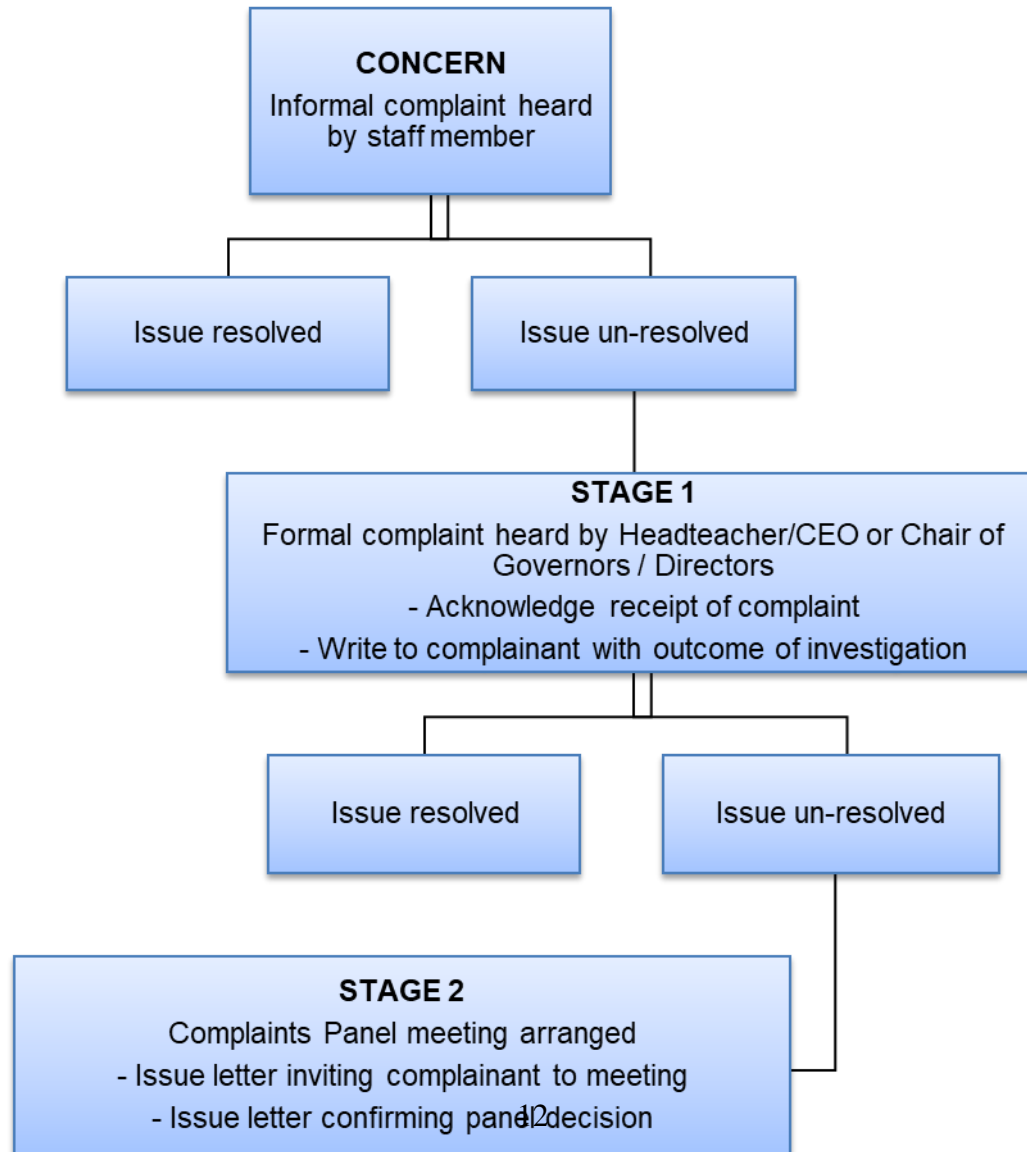 CONCERN
Informal complaint heard
by staff member
Issue resolved
Issue un-resolved
STAGE 1
Formal complaint heard by Headteacher/CEO or Chair of
Governors / Directors
- Acknowledge receipt of complaint
- Write to complainant with outcome of investigation
Issue resolved
Issue un-resolved
STAGE 2
Complaints Panel meeting arranged
- Issue letter inviting complainant to meeting
- Issue letter confirming panel decision
12